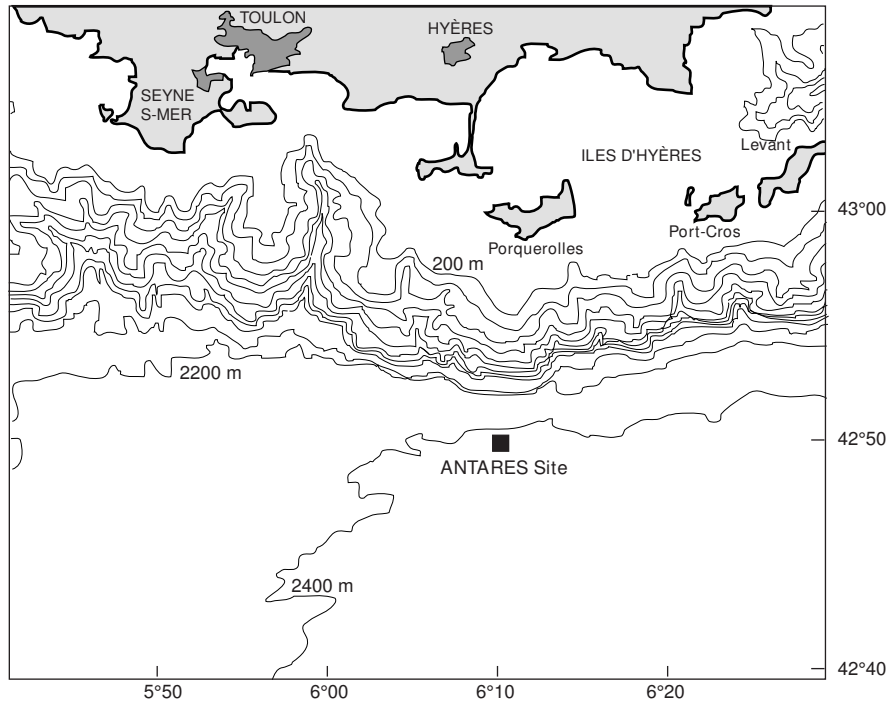 TOULON
HYÈRES
SEYNE
S-MER
ILES D'HYÈRES
Levant
43°00
Port-Cros
Porquerolles
200 m
2200 m
42°50
ANTARES Site
2400 m
42°40
5°50
6°00
6°10
6°20